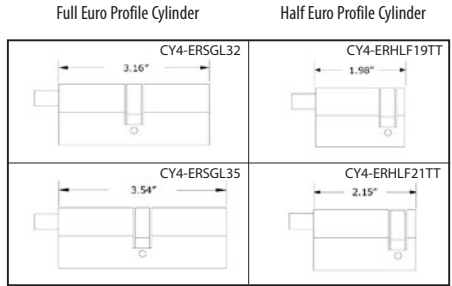 Full Euro Profile Cylinder
Half Euro Profile Cylinder
CY4-ERSGL32
3.16"
CY4-ERHLF19TT
1.98"
CY4-ERSGL35
3.54"
CY4-ERHLF21TT
2.15"